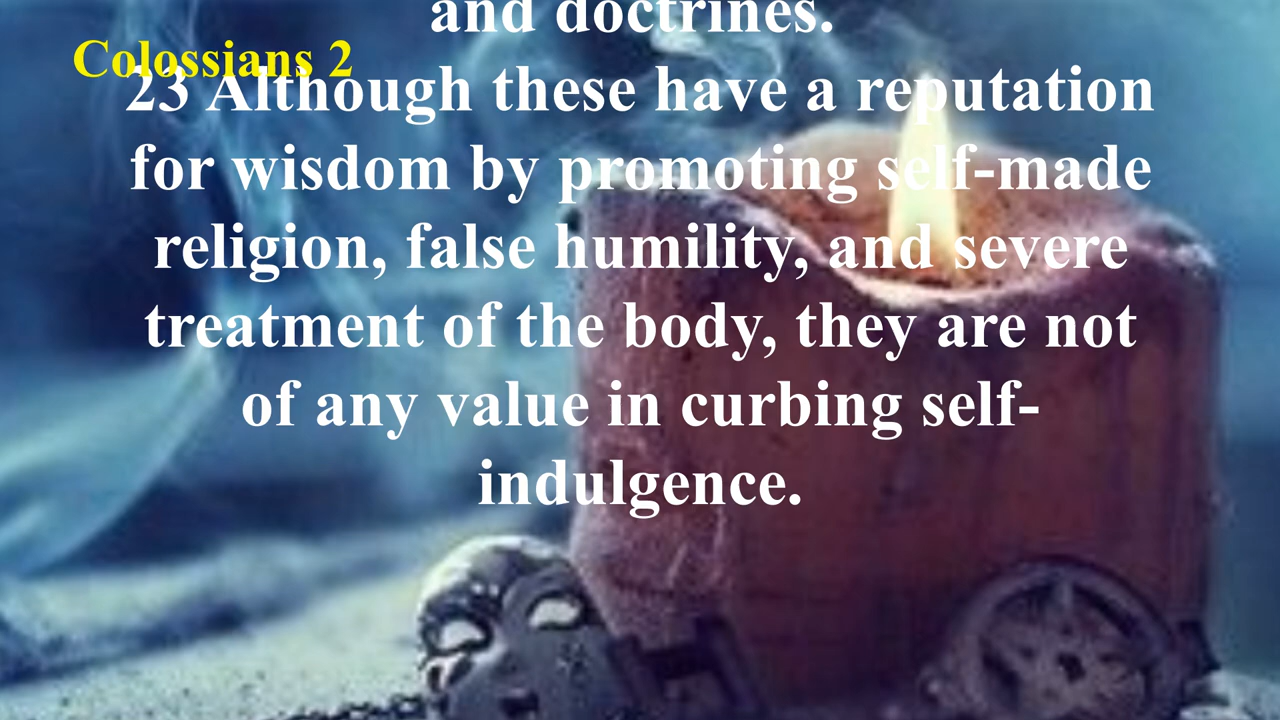 and doctrines.
Colossians 2
23 Although these have a reputation
for wisdom by promoting self-made
religion, false humility, and severe
treatment of the body, they are not
of any value in curbing self-
indulgence.